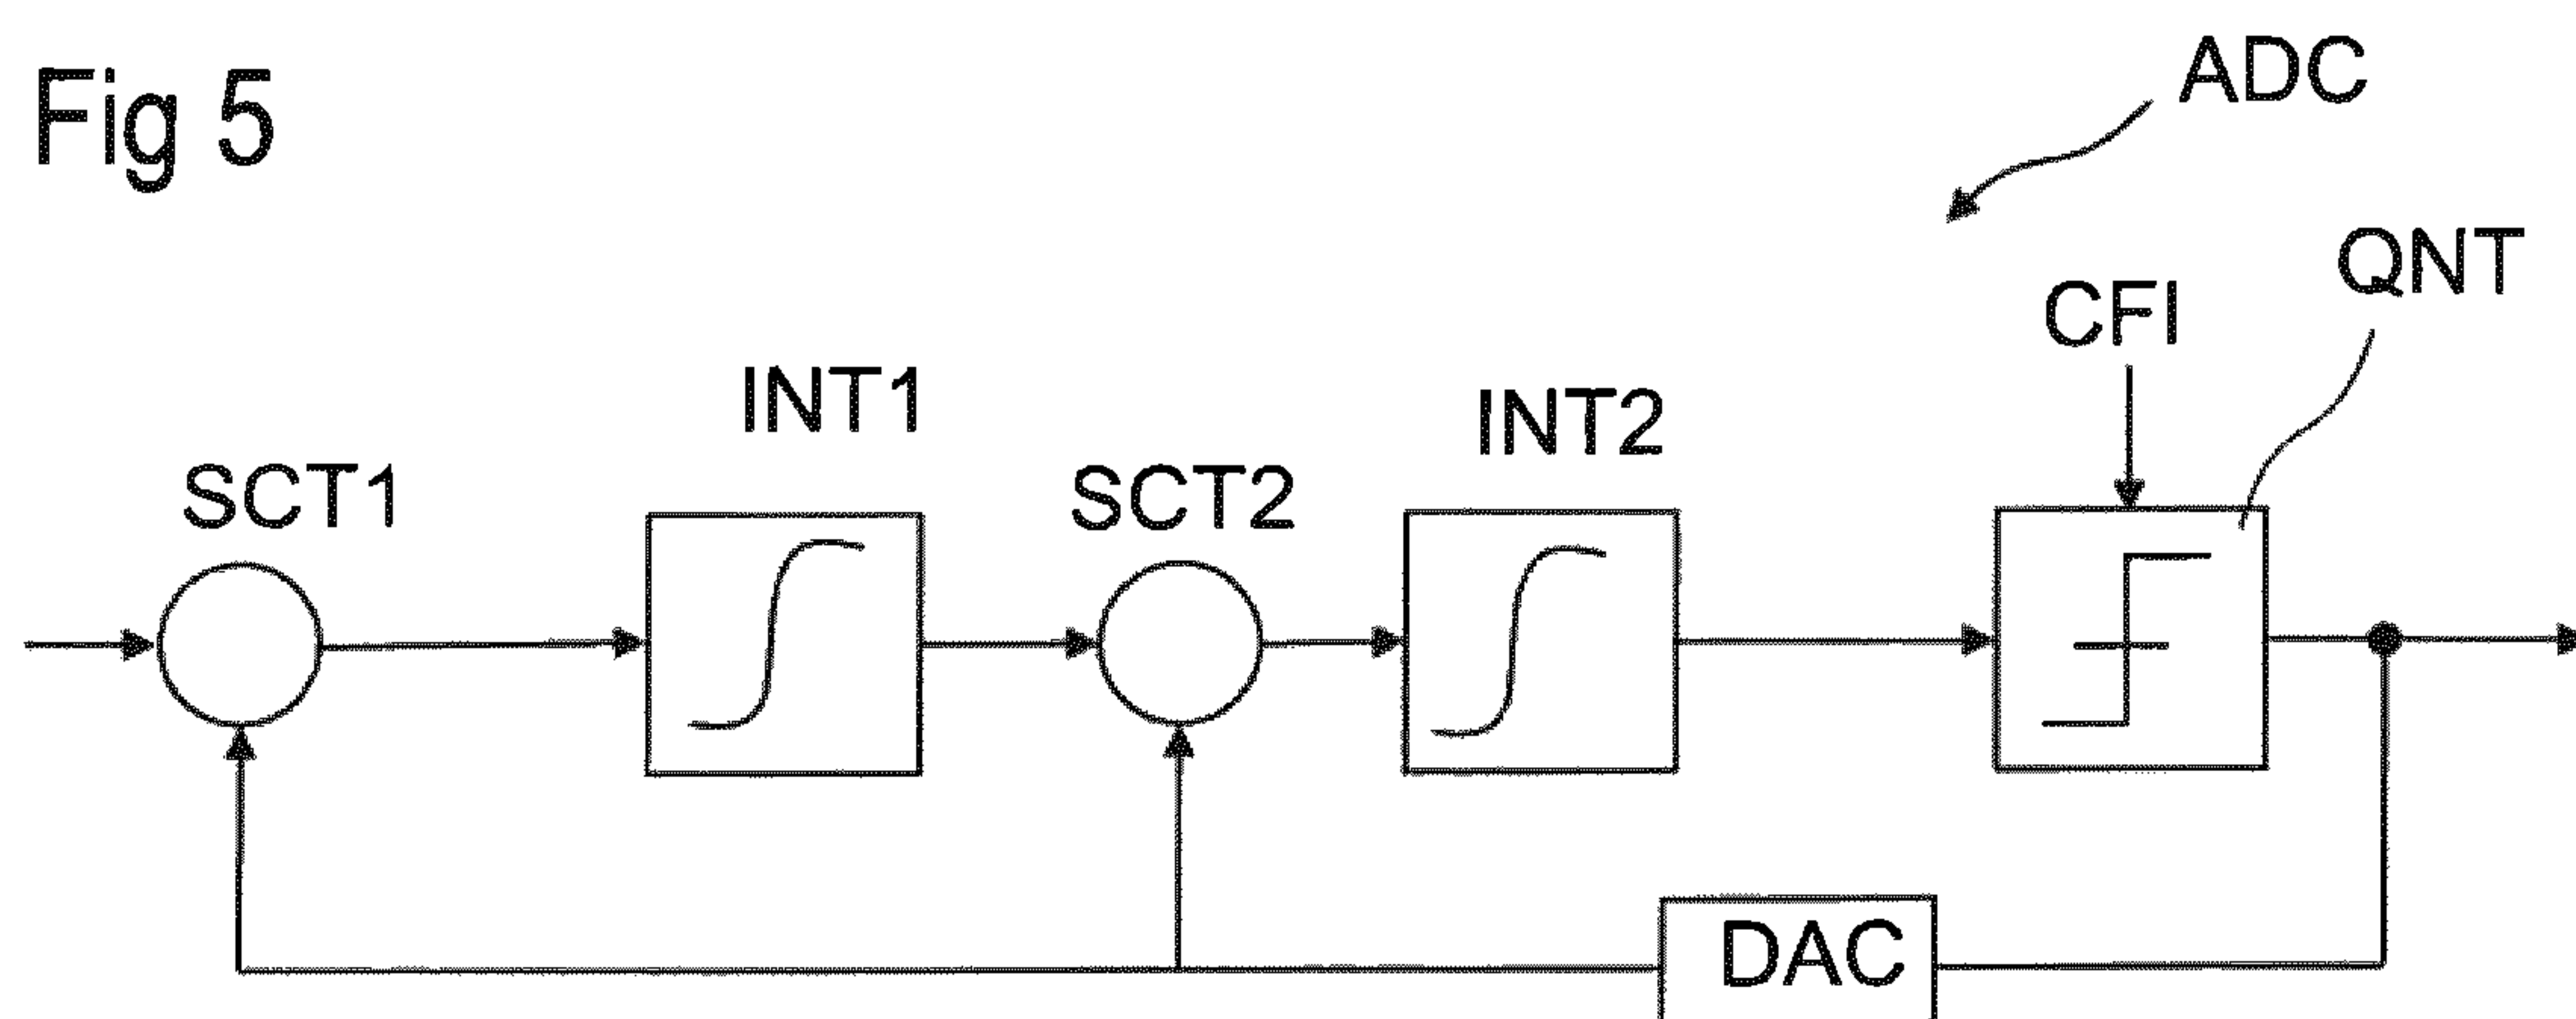 Fig 5
ADC
QNT
CFI
INT1
INT2
SCT1
SCT2
DAC